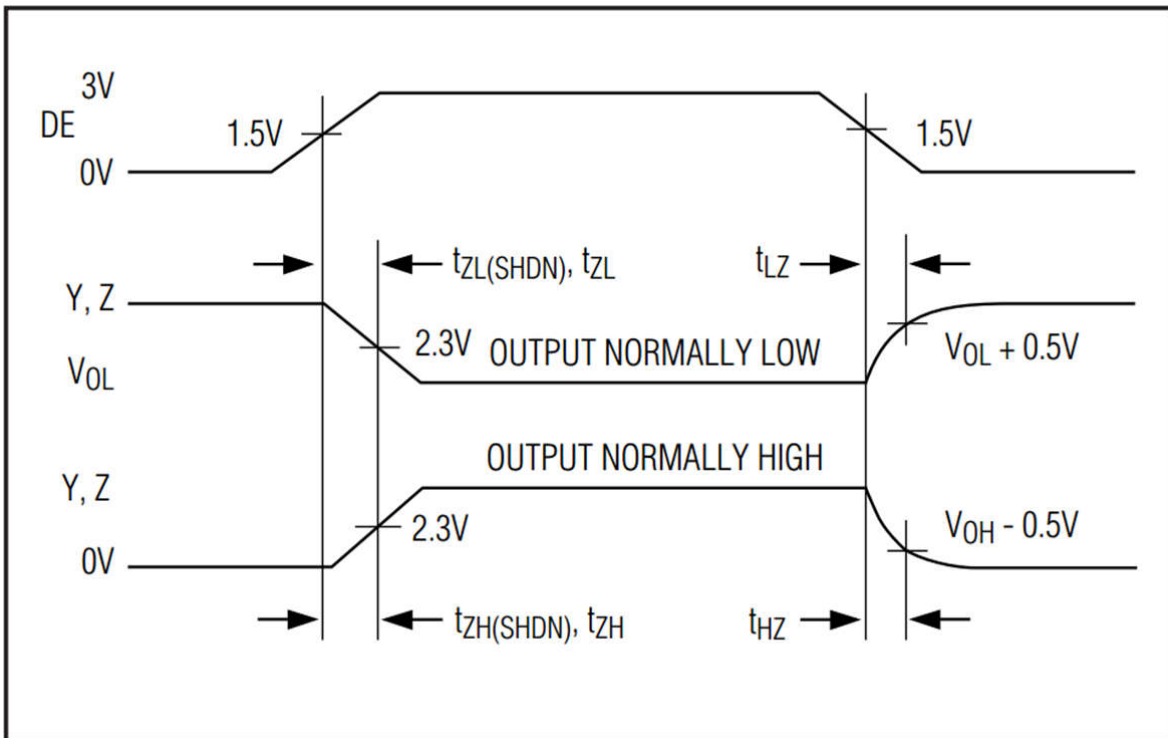 3V
DE
1.5V
1.5V
0V
tZL(SHDN), tZL
tLZ
Y, Z
2.3V
OUTPUT NORMALLY LOW
VOL + 0.5V
VOL
OUTPUT NORMALLY HIGH
Y, Z
2.3V
VOH - 0.5V
0V
tZH(SHDN), tZH
tHZ